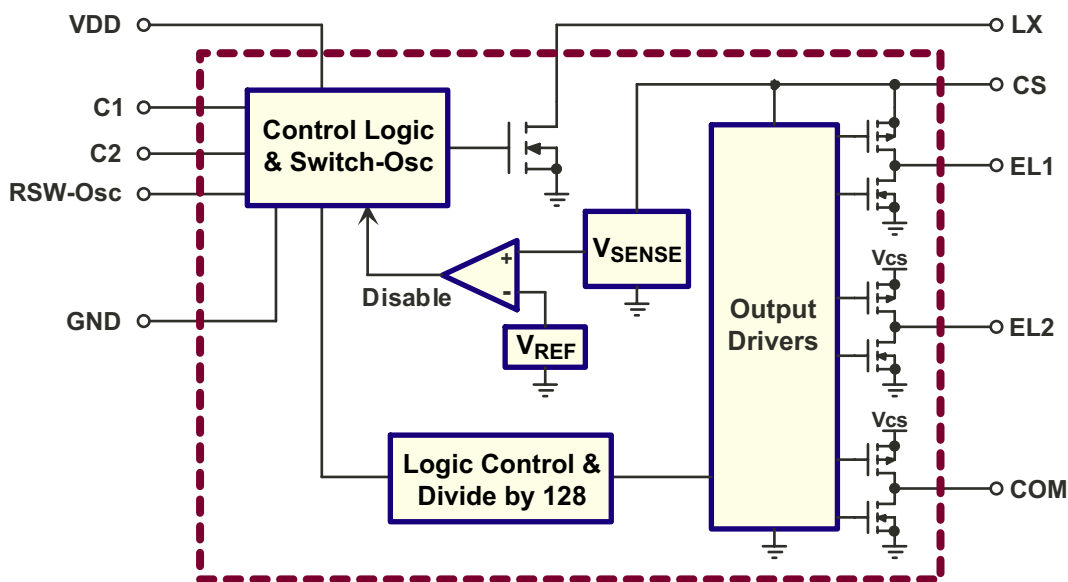 VDD
LX
CS
C1
Control Logic
& Switch-Osc
C2
EL1
RSW-Osc
VSENSE
+
-
Disable
Vcs
GND
VREF
Output
Drivers
EL2
Vcs
Logic Control &
Divide by 128
COM